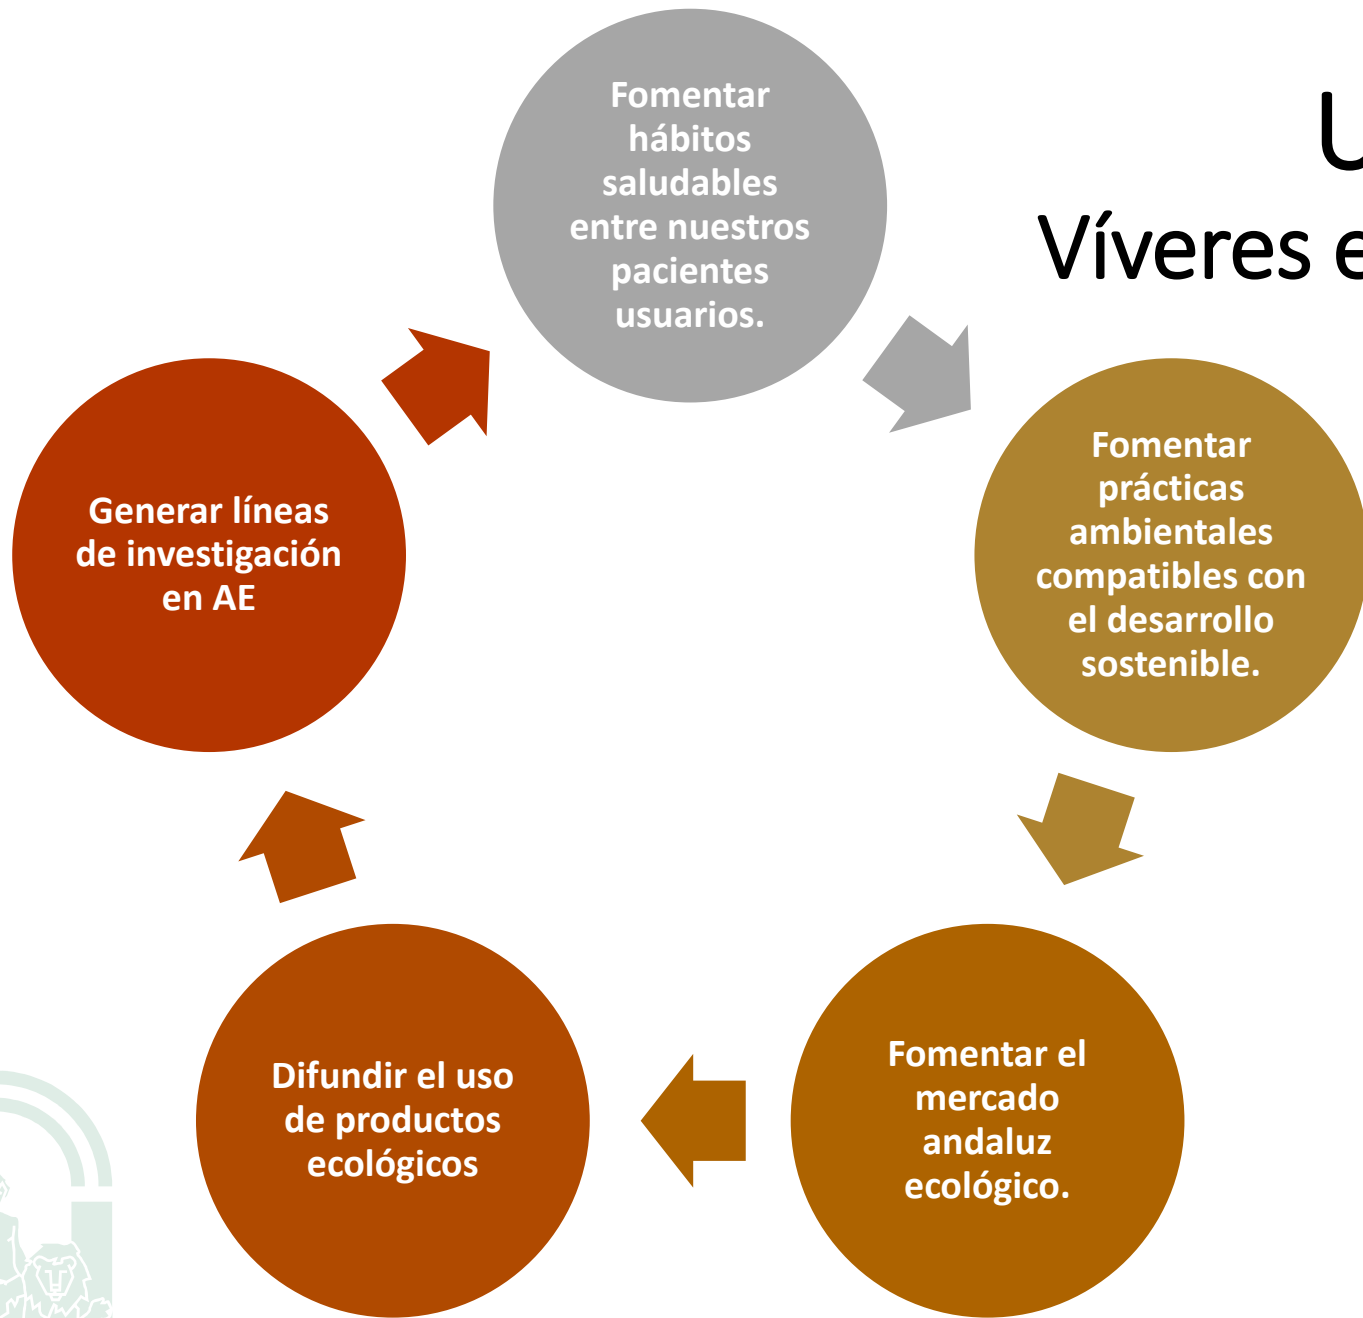 U
Víveres e
Fomentar
hábitos
saludables
entre nuestros
pacientes
usuarios.
Fomentar
prácticas
ambientales
compatibles con
el desarrollo
sostenible.
Fomentar el
mercado
andaluz
ecológico.
Difundir el uso
de productos
ecológicos
Generar líneas
de investigación
en AE